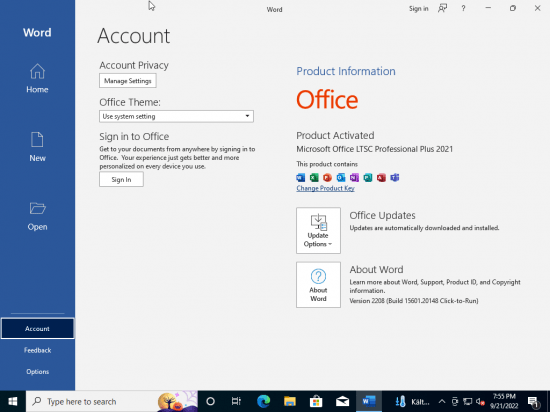 Word
Sign in
?
Word
Account
Home
New
Open
Account
Feedback
Options
Account Privacy
Manage Settings
Office Theme:
Use system setting
Sign in to Office
Get to your documents from anywhere by signing in to
Office. Your experience just gets better and more
personalized on every device you use.
Sign In
Product Information
Office
Product Activated
Microsoft Office LTSC Professional Plus 2021
This product contains
Change Product Key
Update
Options
Office Updates
Updates are automatically downloaded and installed.
About
Word
About Word
Learn more about Word, Support, Product ID, and Copyright
information.
Version 2208 (Build 15601.20148 Click-to-Run)
Type here to search
Kält...
7:55 PM
9/21/2022